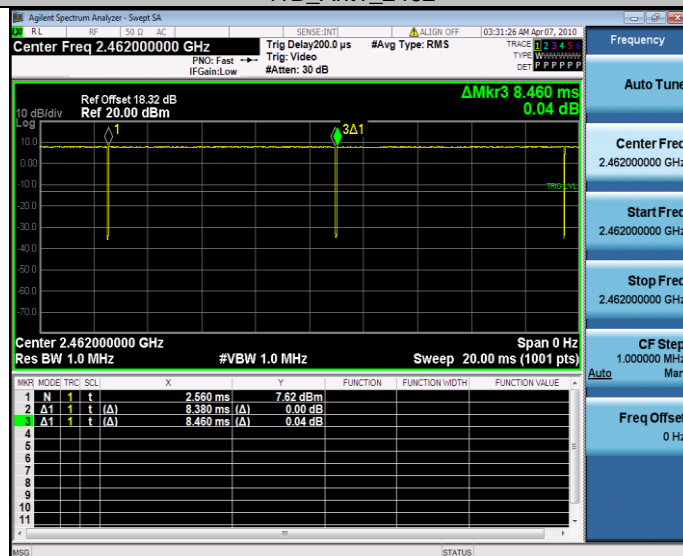 Agilent Spectrum Analyzer - Swept SA
RL RF 50 Ω AC SENSE:INT ALIGN OFF 03:31:26 AM Apr 07, 2010
Center Freq 2.462000000 GHz
PNO: Fast
IFGain:Low
Trig Delay200.0 µs
Trig: Video
#Atten: 30 dB
#Avg Type: RMS
TRACE 1 2 3 4 5 6
TYPE WWWWWW
DET P P P P P P
Ref Offset 18.32 dB
10 dB/div Ref 20.00 dBm
Log
ΔMkr3 8.460 ms
0.04 dB
1
3Δ1
10.0
0.00
-10.0
TRIG LVL
-20.0
-30.0
-40.0
-50.0
-60.0
-70.0
Center 2.462000000 GHz Span 0 Hz
Res BW 1.0 MHz #VBW 1.0 MHz Sweep 20.00 ms (1001 pts)
MKR MODE TRC SCL X Y FUNCTION FUNCTION WIDTH FUNCTION VALUE
1 N 1 t 2.560 ms 7.62 dBm
2 Δ1 1 t (Δ) 8.380 ms (Δ) 0.00 dB
3 Δ1 1 t (Δ) 8.460 ms (Δ) 0.04 dB
4
5
6
7
8
9
10
11
MSG STATUS
Frequency
Auto Tune
Center Freq
2.462000000 GHz
Start Freq
2.462000000 GHz
Stop Freq
2.462000000 GHz
CF Step
1.000000 MHz
Auto Man
Freq Offset
0 Hz